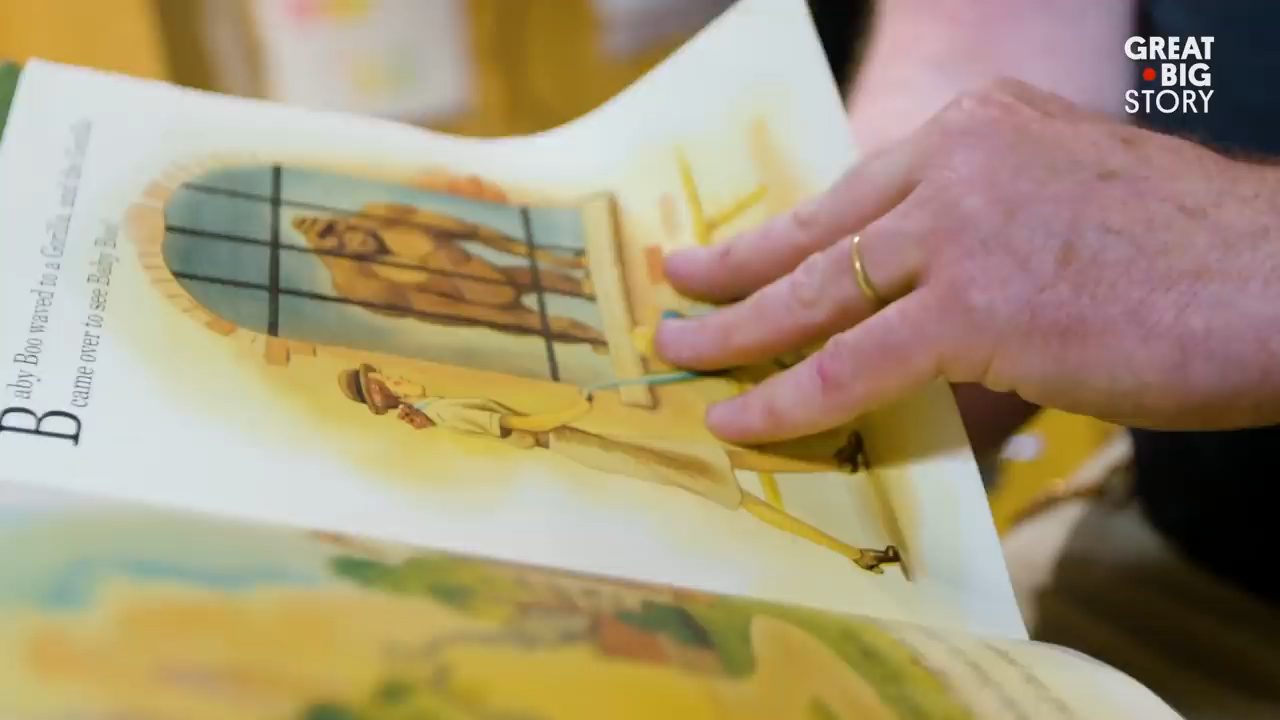 Baby Boo waved to a Gorilla, and the Gorilla
came over to see Baby Boo!
GREAT
BIG
STORY